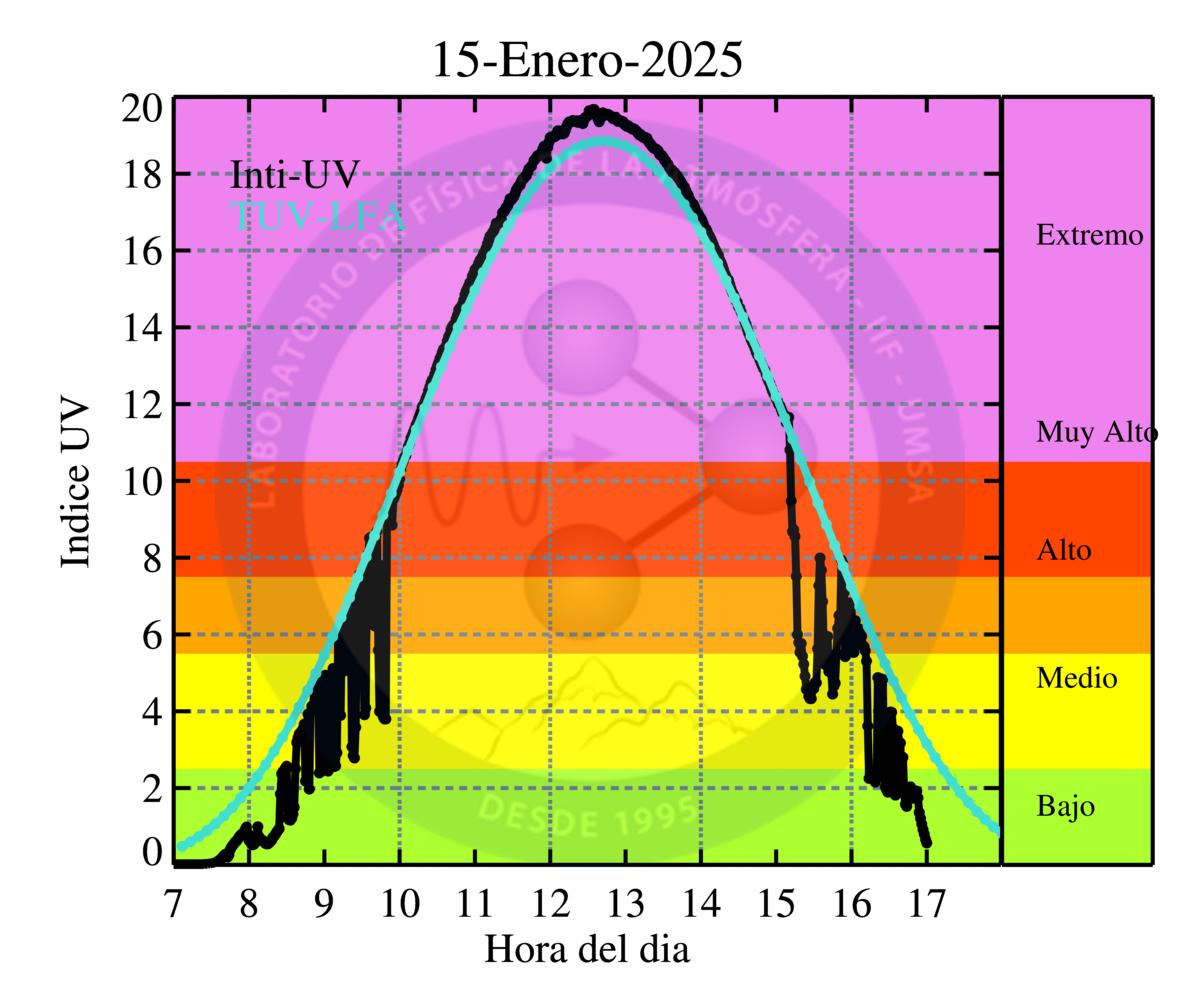 15-Enero-2025
Inti-UV
TUV-LFA
LABORATORIO DE FÍSICA DE LA ATMÓSFERA - IIF - UMSA
DESDE 1995
Indice UV
20
18
16
14
12
10
8
6
4
2
0
Extremo
Muy Alto
Alto
Medio
Bajo
7 8 9 10 11 12 13 14 15 16 17
Hora del dia